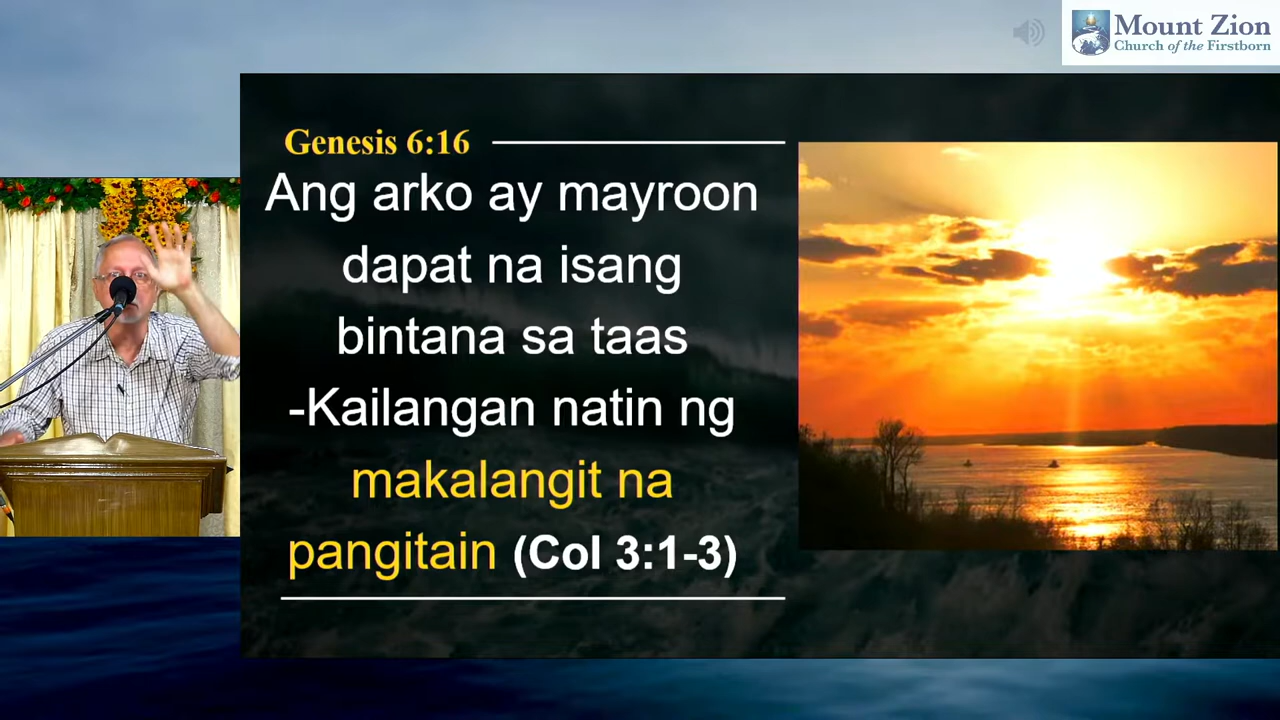 Mount Zion
Church of the Firstborn
Genesis 6:16
Ang arko ay mayroon
dapat na isang
bintana sa taas
-Kailangan natin ng
makalangit na
pangitain (Col 3:1-3)